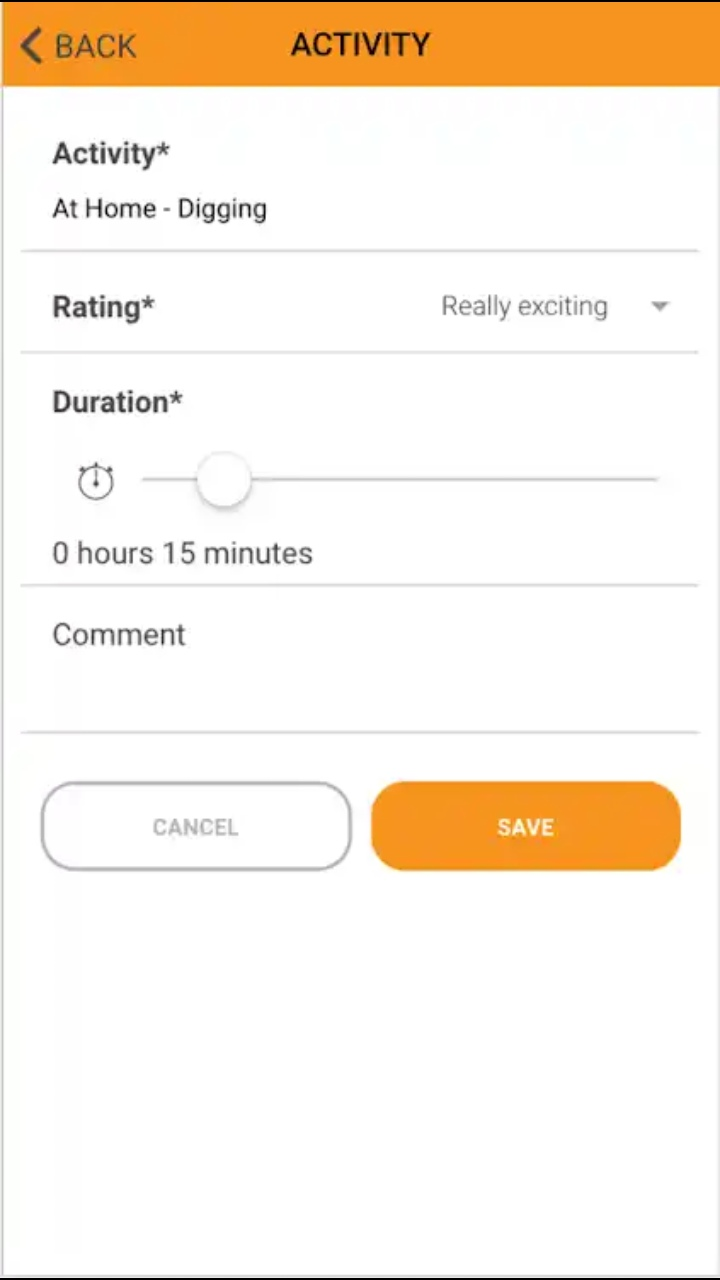 BACK
ACTIVITY
Activity*
At Home - Digging
Rating*
Really exciting
Duration*
0 hours 15 minutes
Comment
CANCEL
SAVE